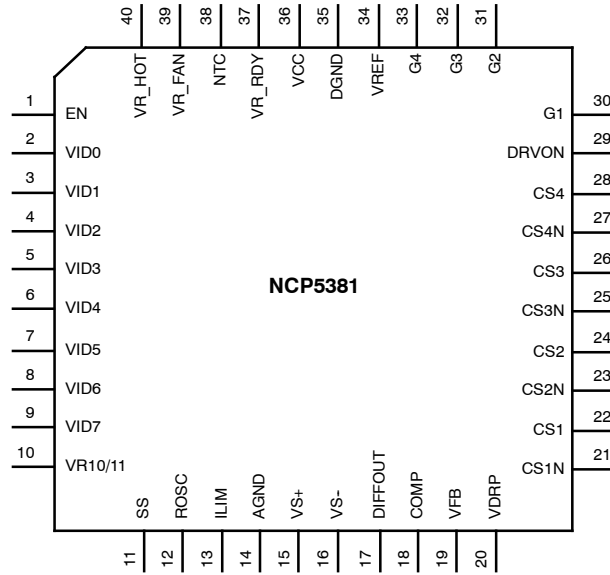 40 39 38 37 36 35 34 33 32 31
VR_HOT VR_FAN NTC VR_RDY VCC DGND VREF G4 G3 G2
1 EN G1 30
2 VID0 DRVON 29
3 VID1 CS4 28
4 VID2 CS4N 27
5 VID3 CS3 26
NCP5381
6 VID4 CS3N 25
7 VID5 CS2 24
8 VID6 CS2N 23
9 VID7 CS1 22
10 VR10/11 CS1N 21
SS ROSC ILIM AGND VS+ VS- DIFFOUT COMP VFB VDRP
11 12 13 14 15 16 17 18 19 20